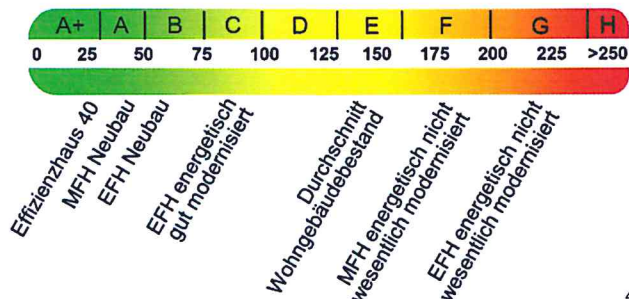 A+ A B C D E F G H
0 25 50 75 100 125 150 175 200 225 >250
Effizienzhaus 40
MFH Neubau
EFH Neubau
EFH energetisch
gut modernisiert
Durchschnitt
Wohngebäudebestand
MFH energetisch nicht
wesentlich modernisiert
EFH energetisch nicht
wesentlich modernisiert